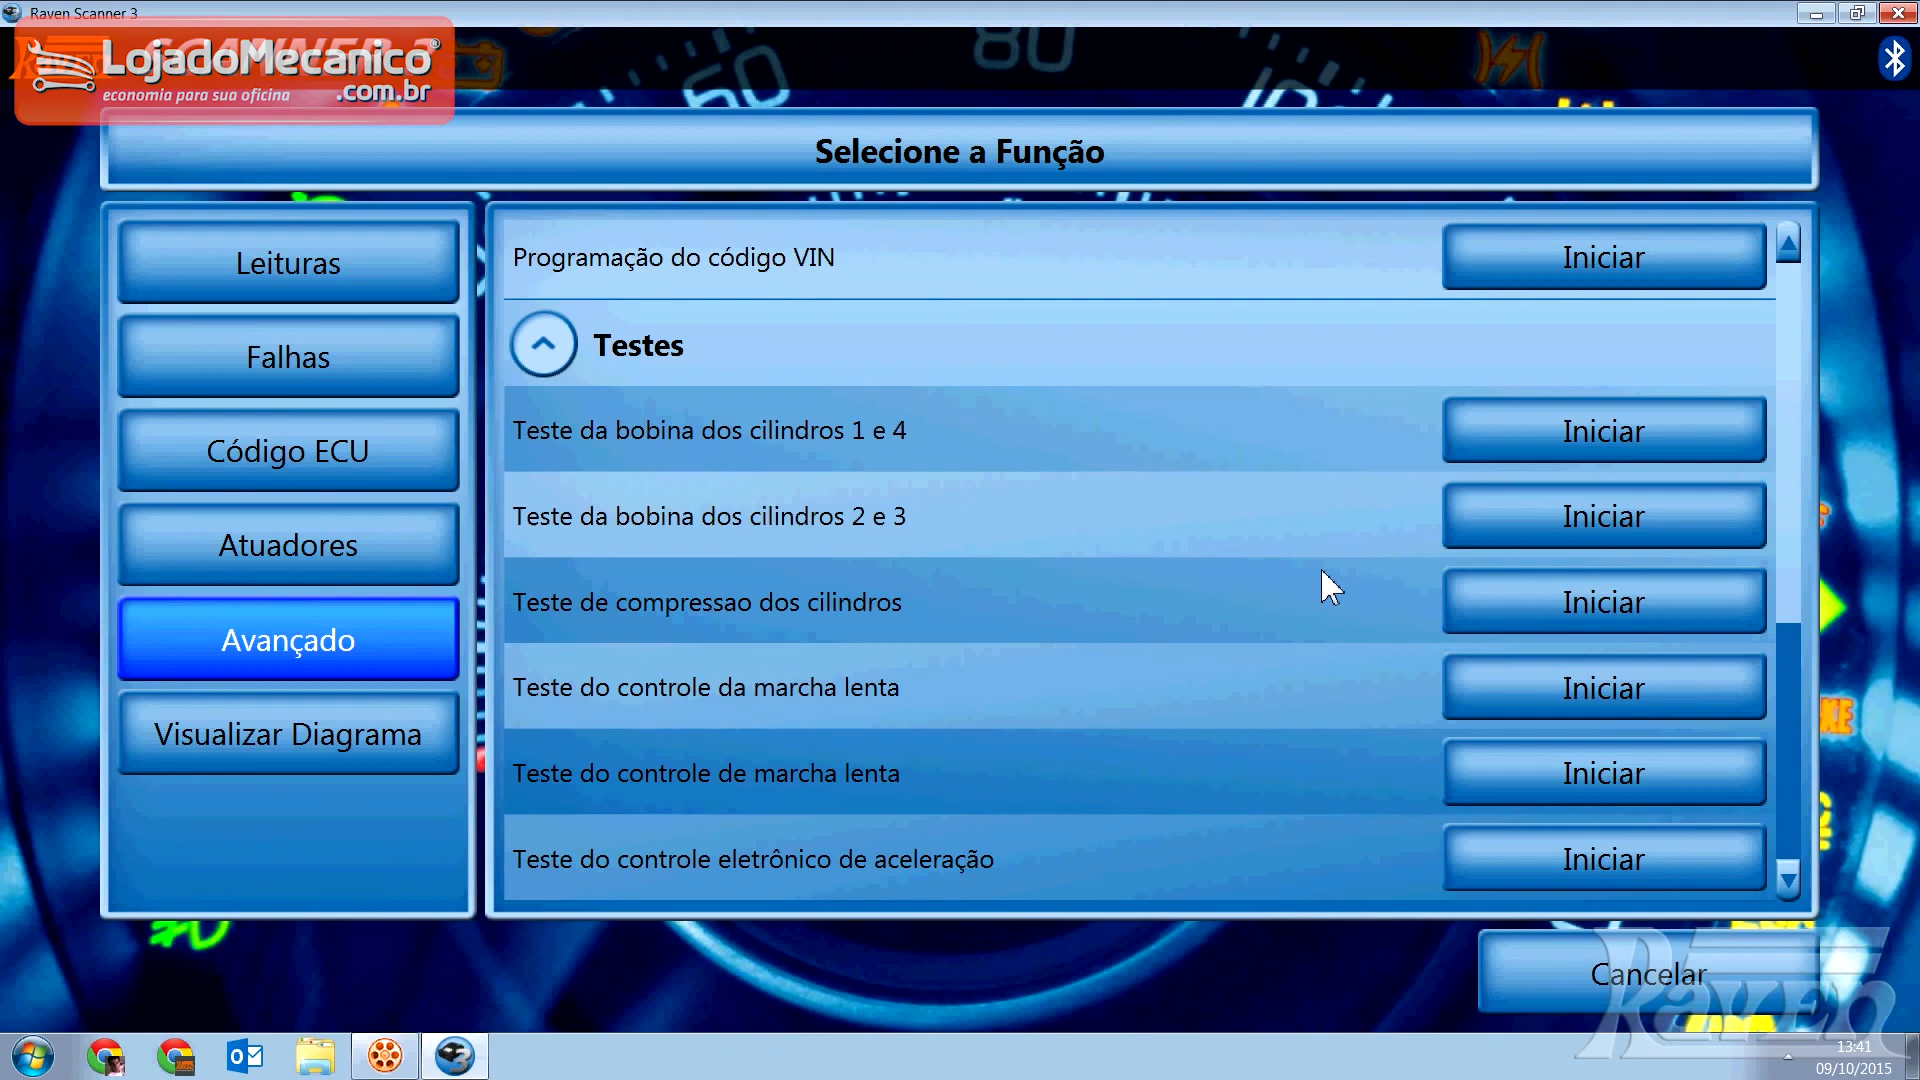 Raven Scanner 3
LojadoMecanico®
economia para sua oficina
.com.br
60
80
Selecione a Função
Leituras
Falhas
Código ECU
Atuadores
Avançado
Visualizar Diagrama
Programação do código VIN
Iniciar
Testes
Teste da bobina dos cilindros 1 e 4
Iniciar
Teste da bobina dos cilindros 2 e 3
Iniciar
Teste de compressao dos cilindros
Iniciar
Teste do controle da marcha lenta
Iniciar
Teste do controle de marcha lenta
Iniciar
Teste do controle eletrônico de aceleração
Iniciar
Cancelar
Raven
13:41
09/10/2015